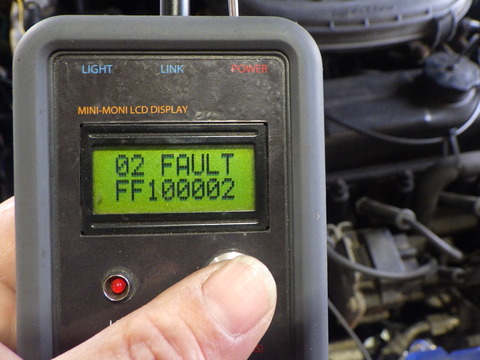 LIGHT LINK POWER
MINI-MONI LCD DISPLAY
02 FAULT
FF100002